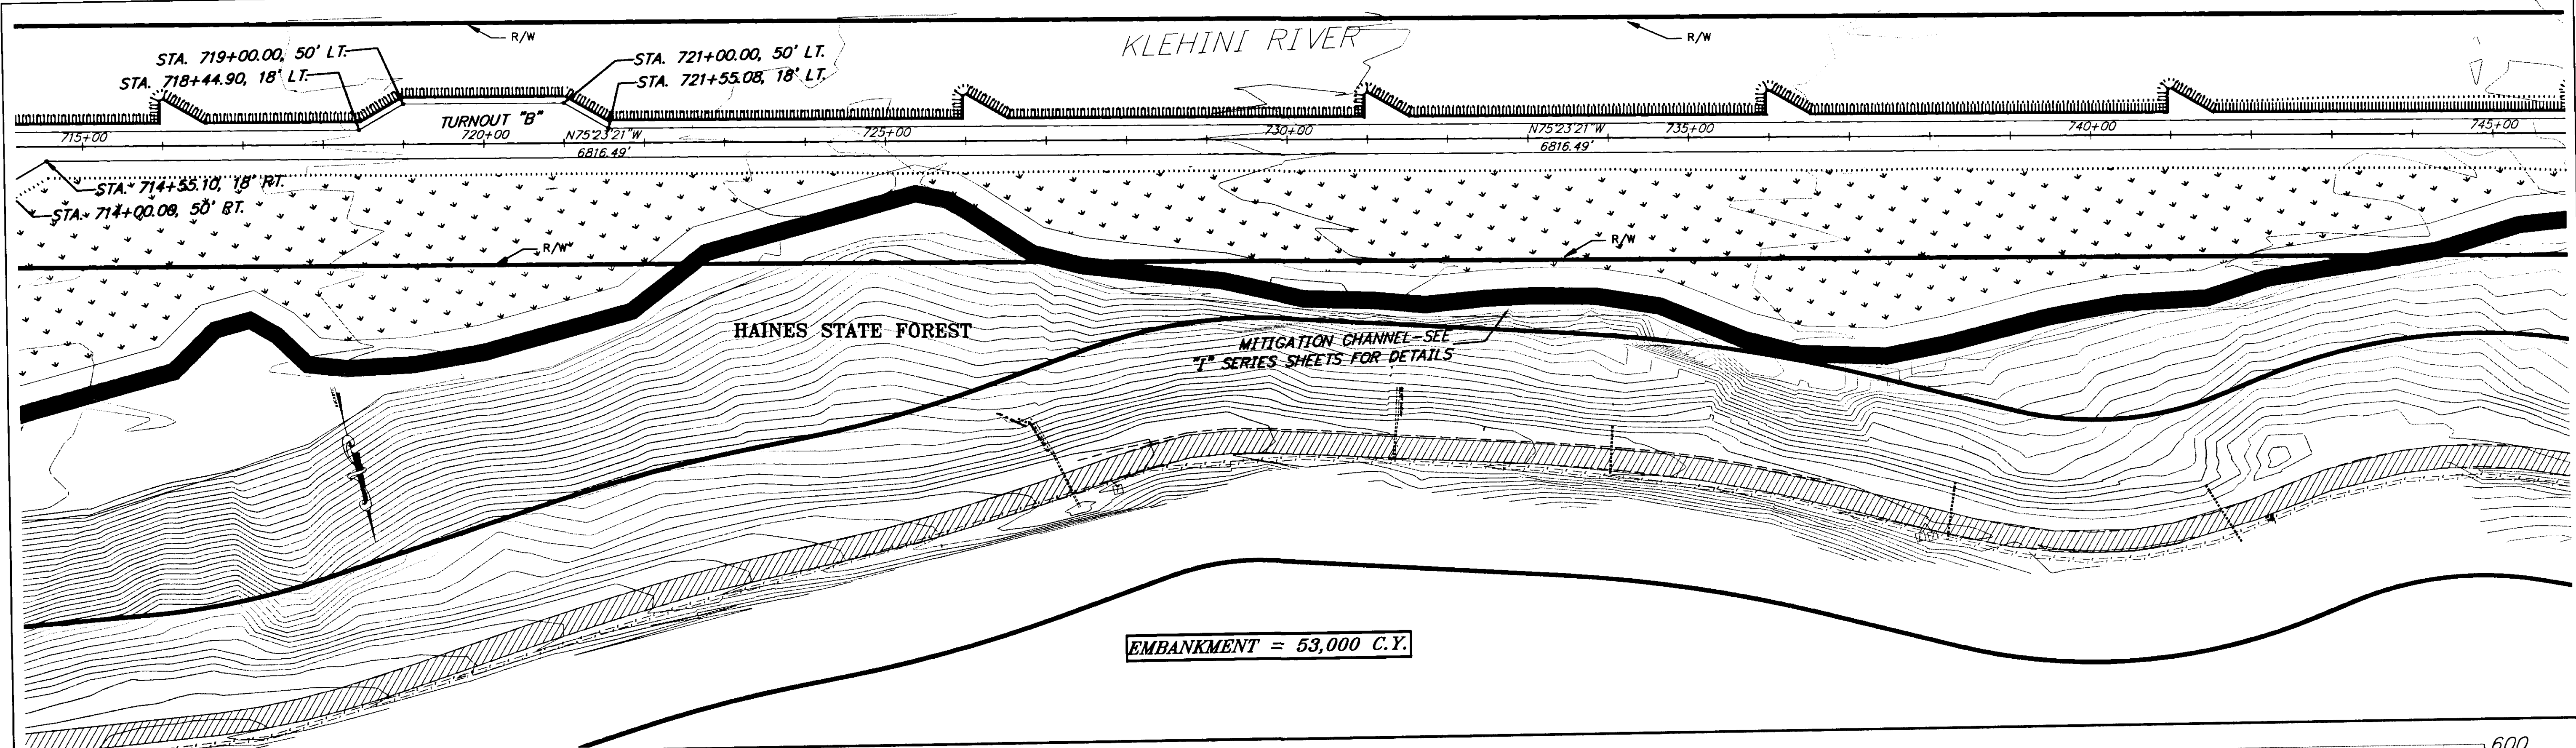 KLEHINI RIVER
R/W
R/W
STA. 719+00.00, 50' LT.
STA. 718+44.90, 18' LT.
STA. 721+00.00, 50' LT.
STA. 721+55.08, 18' LT.
TURNOUT "B"
715+00
720+00
N75°23'21"W
725+00
730+00
N75°23'21"W
735+00
740+00
745+00
6816.49'
6816.49'
STA. 714+55.10, 18' RT.
STA. 714+00.00, 50' RT.
R/W
R/W
HAINES STATE FOREST
MITIGATION CHANNEL-SEE
"I" SERIES SHEETS FOR DETAILS
EMBANKMENT = 53,000 C.Y.
600